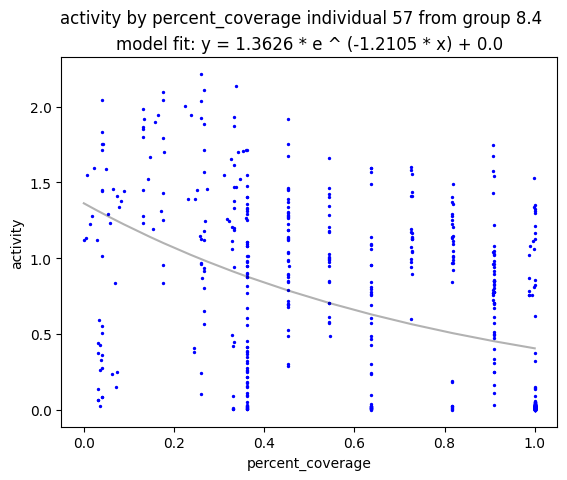 activity by percent_coverage individual 57 from group 8.4
model fit: y = 1.3626 * e ^ (-1.2105 * x) + 0.0
2.0
1.5
1.0
0.5
0.0
activity
0.0 0.2 0.4 0.6 0.8 1.0
percent_coverage